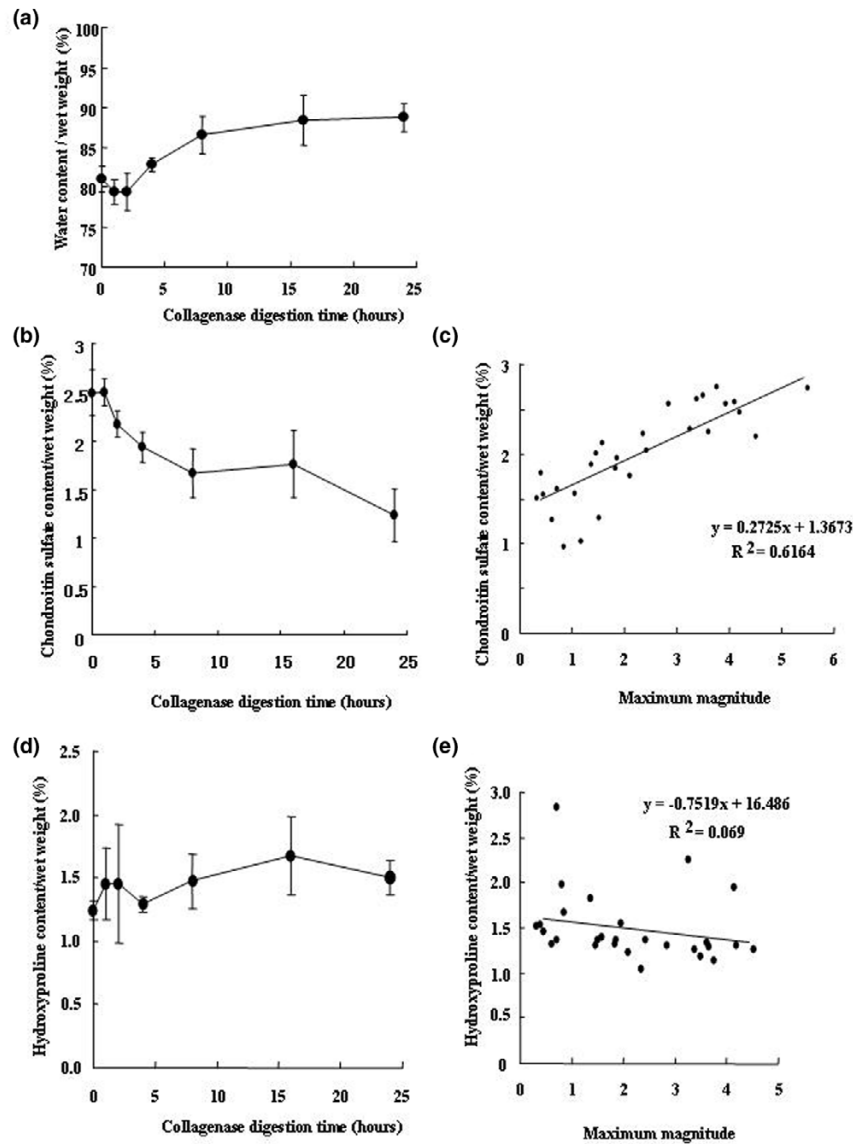 (a)
Water content / wet weight (%)
100
95
90
85
80
75
70
0 5 10 15 20 25
Collagenase digestion time (hours)
(b)
Chondroitin sulfate content/wet weight (%)
3
2.5
2
1.5
1
0.5
0
0 5 10 15 20 25
Collagenase digestion time (hours)
(c)
Chondroitin sulfate content/wet weight (%)
3
2
1
0
y = 0.2725x + 1.3673
R 2 = 0.6164
0 1 2 3 4 5 6
Maximum magnitude
(d)
Hydroxyproline content/wet weight (%)
2.5
2.0
1.5
1.0
0.5
0.0
0 5 10 15 20 25
Collagenase digestion time (hours)
(e)
Hydroxyproline content/wet weight (%)
3.0
2.5
2.0
1.5
1.0
0.5
0
y = -0.7519x + 16.486
R 2 = 0.069
0 1 2 3 4 5
Maximum magnitude